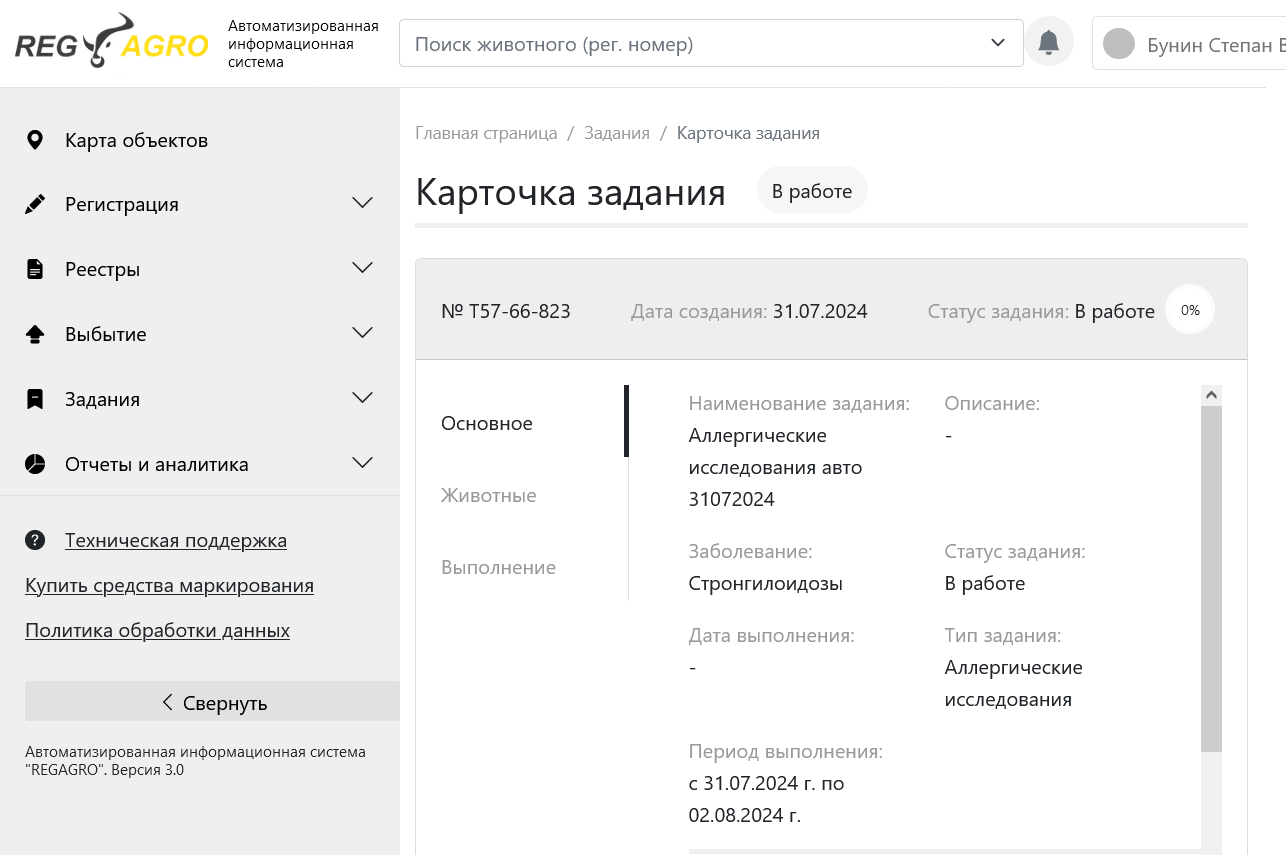 REGAGRO
Автоматизированная
информационная
система
Поиск животного (рег. номер)
Бунин Степан В
Карта объектов
Регистрация
Реестры
Выбытие
Задания
Отчеты и аналитика
Техническая поддержка
Купить средства маркирования
Политика обработки данных
Свернуть
Автоматизированная информационная система
"REGAGRO". Версия 3.0
Главная страница / Задания / Карточка задания
Карточка задания В работе
№ T57-66-823 Дата создания: 31.07.2024 Статус задания: В работе 0%
Основное
Животные
Выполнение
Наименование задания:
Аллергические
исследования авто
31072024
Описание:
-
Заболевание:
Стронгилоидозы
Статус задания:
В работе
Дата выполнения:
-
Тип задания:
Аллергические
исследования
Период выполнения:
с 31.07.2024 г. по
02.08.2024 г.